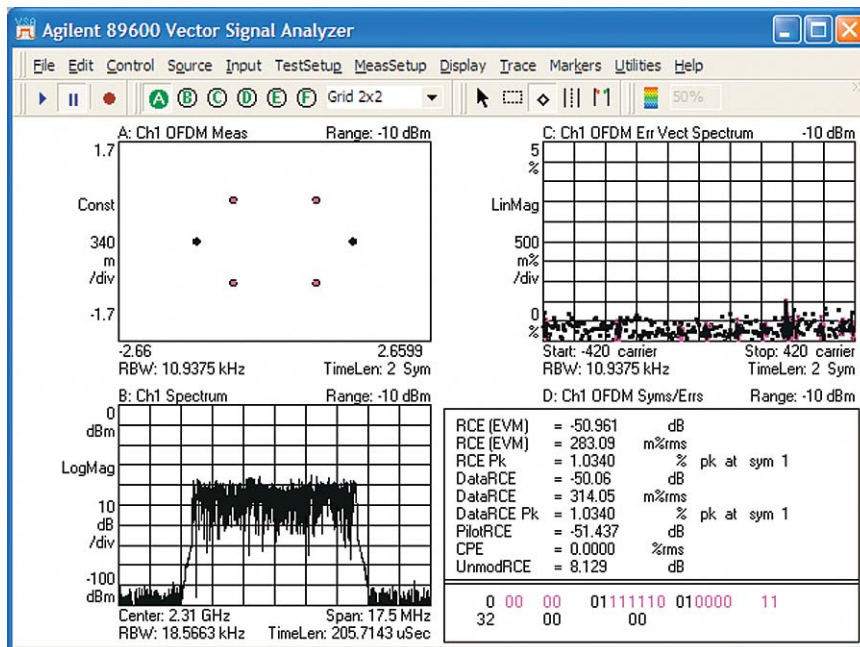 VSA Agilent 89600 Vector Signal Analyzer
File Edit Control Source Input TestSetup MeasSetup Display Trace Markers Utilities Help
A B C D E F Grid 2x2 50%
A: Ch1 OFDM Meas Range: -10 dBm
1.7
Const
340
m
/div
-1.7
-2.66 2.6599
RBW: 10.9375 kHz TimeLen: 2 Sym
C: Ch1 OFDM Err Vect Spectrum -10 dBm
5
%
LinMag
500
m%
/div
0
%
Start: -420 carrier Stop: 420 carrier
RBW: 10.9375 kHz TimeLen: 2 Sym
B: Ch1 Spectrum Range: -10 dBm
0
dBm
LogMag
10
dB
/div
-100
dBm
Center: 2.31 GHz Span: 17.5 MHz
RBW: 18.5663 kHz TimeLen: 205.7143 uSec
D: Ch1 OFDM Syms/Errs Range: -10 dBm
RCE (EVM) = -50.961 dB
RCE (EVM) = 283.09 m%rms
RCE Pk = 1.0340 % pk at sym 1
DataRCE = -50.06 dB
DataRCE = 314.05 m%rms
DataRCE Pk = 1.0340 % pk at sym 1
PilotRCE = -51.437 dB
CPE = 0.0000 %rms
UnmodRCE = 8.129 dB
0 00 00 01111110 010000 11
32 00 00